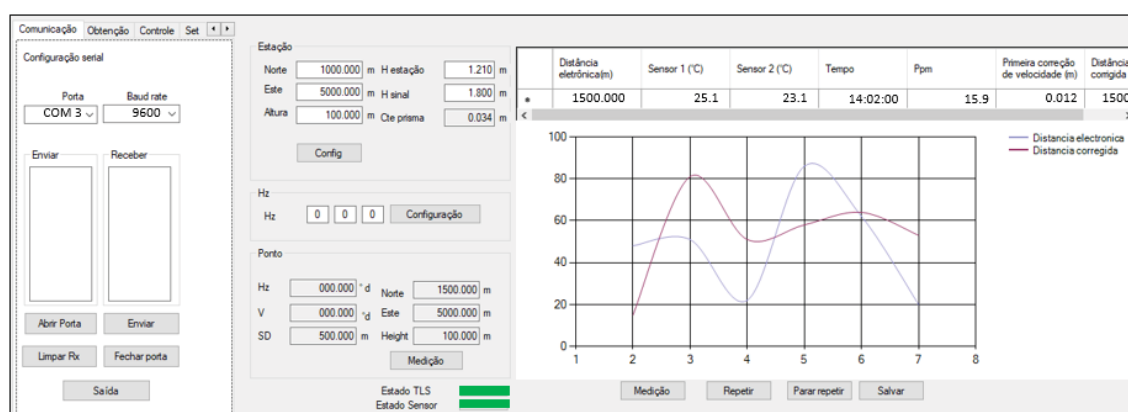 Comunicação Obtenção Controle Set
Configuração serial
Porta Baud rate
COM 3 9600
Enviar Receber
Abrir Porta Enviar
Limpar Rx Fechar porta
Saída
Estação
Norte 1000.000 m H estação 1.210 m
Este 5000.000 m H sinal 1.800 m
Altura 100.000 m Cte prisma 0.034 m
Config
Hz
Hz 0 0 0 Configuração
Ponto
Hz 000.000 ° d Norte 1500.000 m
V 000.000 °d Este 5000.000 m
SD 500.000 m Height 100.000 m
Medição
Estado TLS
Estado Sensor
Distância eletrônica(m) Sensor 1 (°C) Sensor 2 (°C) Tempo Ppm Primeira correção de velocidade (m) Distância corrigida
* 1500.000 25.1 23.1 14:02:00 15.9 0.012 1500
100
80
60
40
20
0
1 2 3 4 5 6 7 8
Distancia electronica
Distancia corregida
Medição Repetir Parar repetir Salvar